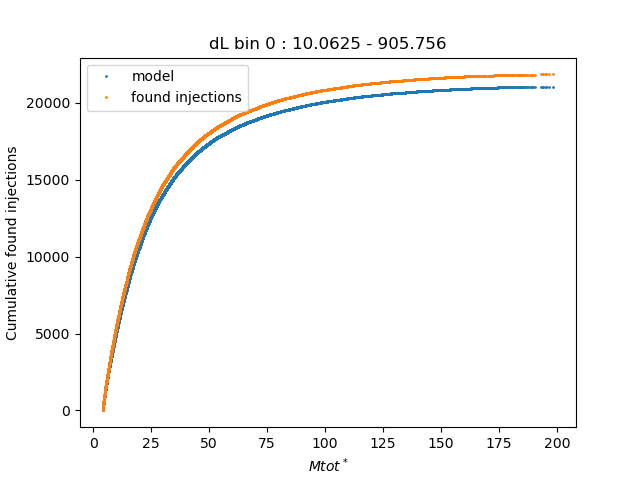 dL bin 0 : 10.0625 - 905.756
model
found injections
Cumulative found injections
20000
15000
10000
5000
0
0 25 50 75 100 125 150 175 200
Mtot*